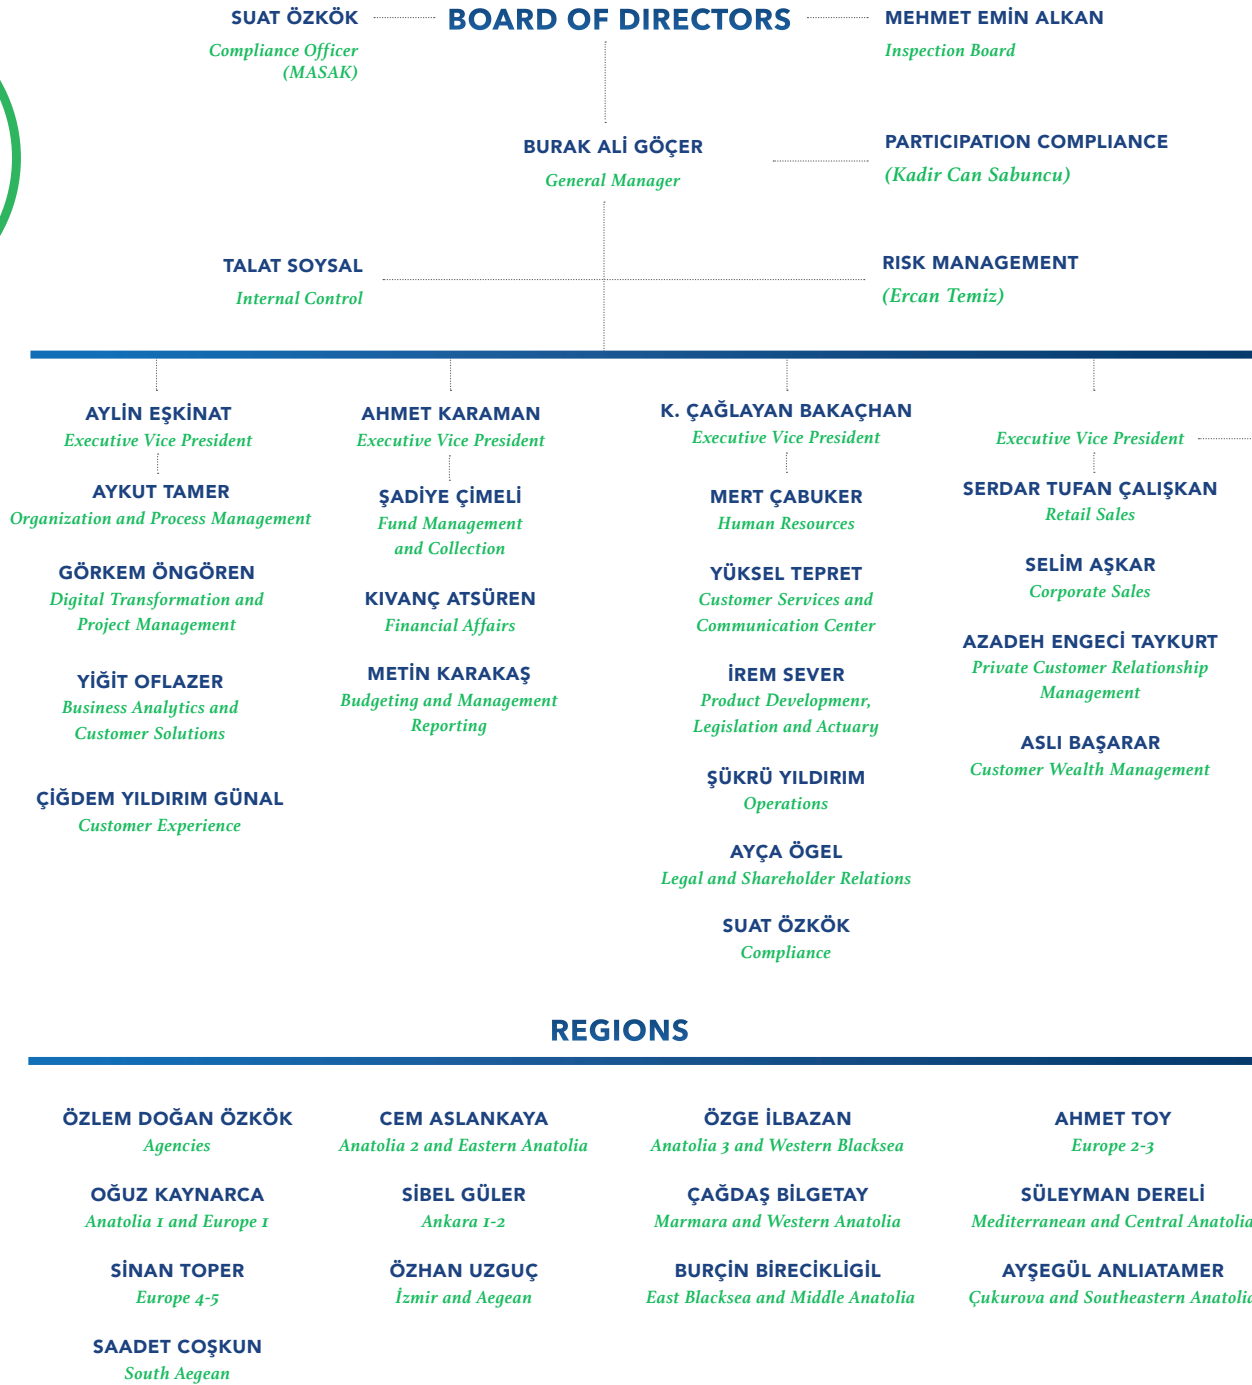 SUAT ÖZKÖK
Compliance Officer
(MASAK)
BOARD OF DIRECTORS
MEHMET EMİN ALKAN
Inspection Board
BURAK ALİ GÖÇER
General Manager
PARTICIPATION COMPLIANCE
(Kadir Can Sabuncu)
TALAT SOYSAL
Internal Control
RISK MANAGEMENT
(Ercan Temiz)
AYLİN EŞKİNAT
Executive Vice President
AYKUT TAMER
Organization and Process Management
GÖRKEM ÖNGÖREN
Digital Transformation and
Project Management
YİĞİT OFLAZER
Business Analytics and
Customer Solutions
ÇİĞDEM YILDIRIM GÜNAL
Customer Experience
AHMET KARAMAN
Executive Vice President
ŞADİYE ÇİMELİ
Fund Management
and Collection
KIVANÇ ATSÜREN
Financial Affairs
METİN KARAKAŞ
Budgeting and Management
Reporting
K. ÇAĞLAYAN BAKAÇHAN
Executive Vice President
MERT ÇABUKER
Human Resources
YÜKSEL TEPRET
Customer Services and
Communication Center
İREM SEVER
Product Developmenr,
Legislation and Actuary
ŞÜKRÜ YILDIRIM
Operations
AYÇA ÖGEL
Legal and Shareholder Relations
SUAT ÖZKÖK
Compliance
Executive Vice President
SERDAR TUFAN ÇALIŞKAN
Retail Sales
SELİM AŞKAR
Corporate Sales
AZADEH ENGECİ TAYKURT
Private Customer Relationship
Management
ASLI BAŞARAR
Customer Wealth Management
REGIONS
ÖZLEM DOĞAN ÖZKÖK
Agencies
OĞUZ KAYNARCA
Anatolia 1 and Europe 1
SİNAN TOPER
Europe 4-5
SAADET COŞKUN
South Aegean
CEM ASLANKAYA
Anatolia 2 and Eastern Anatolia
SİBEL GÜLER
Ankara 1-2
ÖZHAN UZGUÇ
İzmir and Aegean
ÖZGE İLBAZAN
Anatolia 3 and Western Blacksea
ÇAĞDAŞ BİLGETAY
Marmara and Western Anatolia
BURÇİN BİRECİKLİGİL
East Blacksea and Middle Anatolia
AHMET TOY
Europe 2-3
SÜLEYMAN DERELİ
Mediterranean and Central Anatolia
AYŞEGÜL ANLIATAMER
Çukurova and Southeastern Anatolia